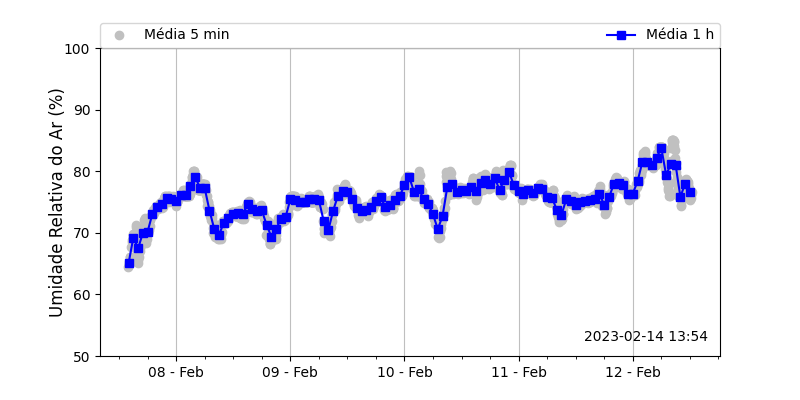 Média 5 min
Média 1 h
Umidade Relativa do Ar (%)
100
90
80
70
60
50
2023-02-14 13:54
08 - Feb
09 - Feb
10 - Feb
11 - Feb
12 - Feb